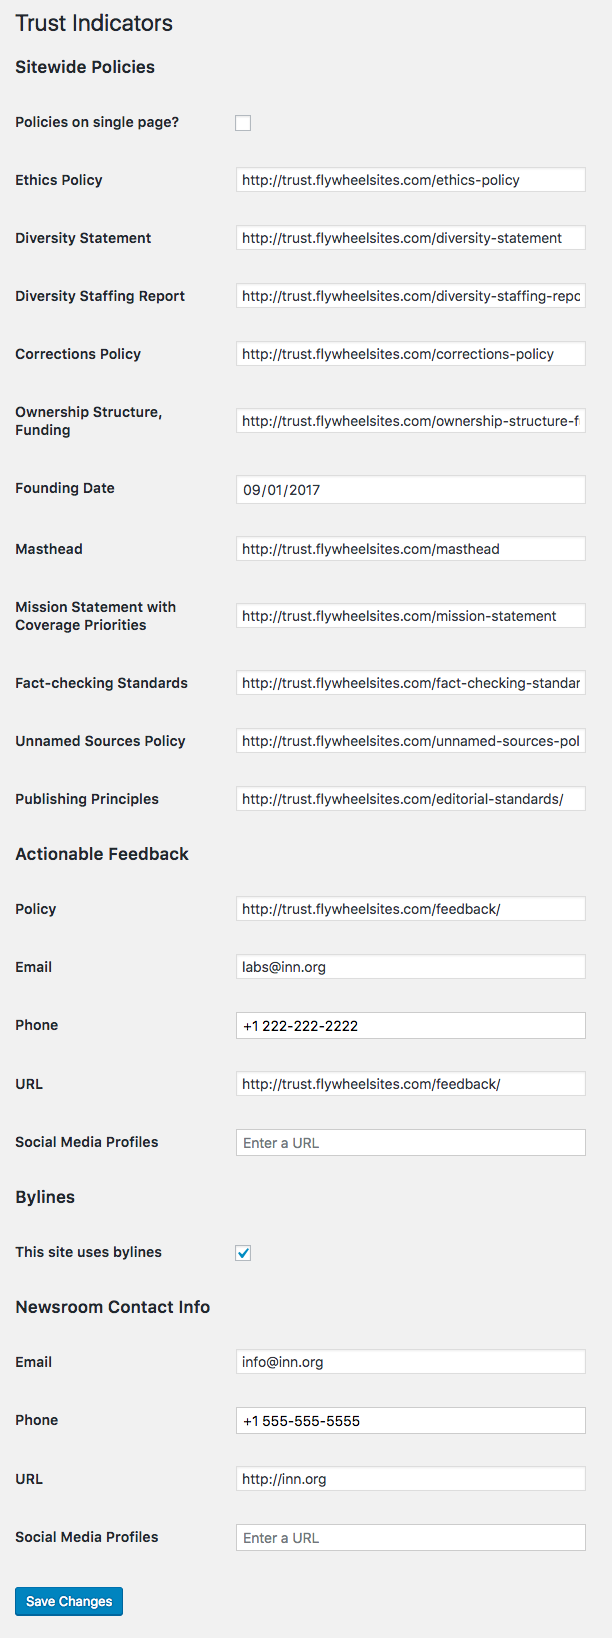 Trust Indicators
Sitewide Policies
Policies on single page?
Ethics Policy
http://trust.flywheelsites.com/ethics-policy
Diversity Statement
http://trust.flywheelsites.com/diversity-statement
Diversity Staffing Report
http://trust.flywheelsites.com/diversity-staffing-repo
Corrections Policy
http://trust.flywheelsites.com/corrections-policy
Ownership Structure,
Funding
http://trust.flywheelsites.com/ownership-structure-f
Founding Date
09/01/2017
Masthead
http://trust.flywheelsites.com/masthead
Mission Statement with
Coverage Priorities
http://trust.flywheelsites.com/mission-statement
Fact-checking Standards
http://trust.flywheelsites.com/fact-checking-standar
Unnamed Sources Policy
http://trust.flywheelsites.com/unnamed-sources-pol
Publishing Principles
http://trust.flywheelsites.com/editorial-standards/
Actionable Feedback
Policy
http://trust.flywheelsites.com/feedback/
Email
labs@inn.org
Phone
+1 222-222-2222
URL
http://trust.flywheelsites.com/feedback/
Social Media Profiles
Enter a URL
Bylines
This site uses bylines
Newsroom Contact Info
Email
info@inn.org
Phone
+1 555-555-5555
URL
http://inn.org
Social Media Profiles
Enter a URL
Save Changes